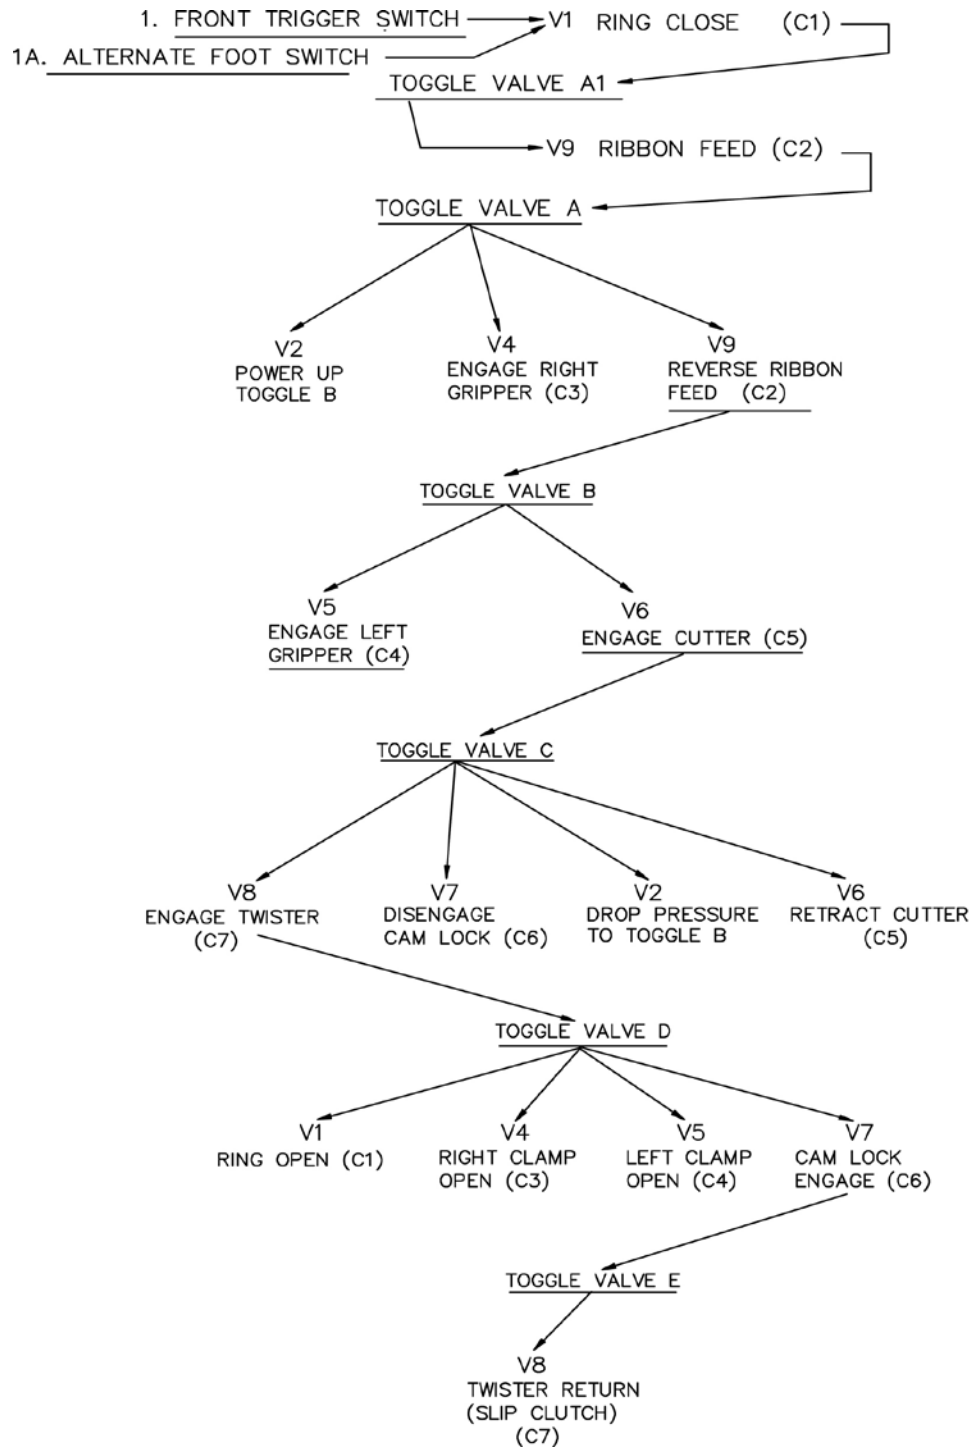 1. FRONT TRIGGER SWITCH
V1 RING CLOSE (C1)
1A. ALTERNATE FOOT SWITCH
TOGGLE VALVE A1
V9 RIBBON FEED (C2)
TOGGLE VALVE A
V2
POWER UP
TOGGLE B
V4
ENGAGE RIGHT
GRIPPER (C3)
V9
REVERSE RIBBON
FEED (C2)
TOGGLE VALVE B
V5
ENGAGE LEFT
GRIPPER (C4)
V6
ENGAGE CUTTER (C5)
TOGGLE VALVE C
V8
ENGAGE TWISTER
(C7)
V7
DISENGAGE
CAM LOCK (C6)
V2
DROP PRESSURE
TO TOGGLE B
V6
RETRACT CUTTER
(C5)
TOGGLE VALVE D
V1
RING OPEN (C1)
V4
RIGHT CLAMP
OPEN (C3)
V5
LEFT CLAMP
OPEN (C4)
V7
CAM LOCK
ENGAGE (C6)
TOGGLE VALVE E
V8
TWISTER RETURN
(SLIP CLUTCH)
(C7)